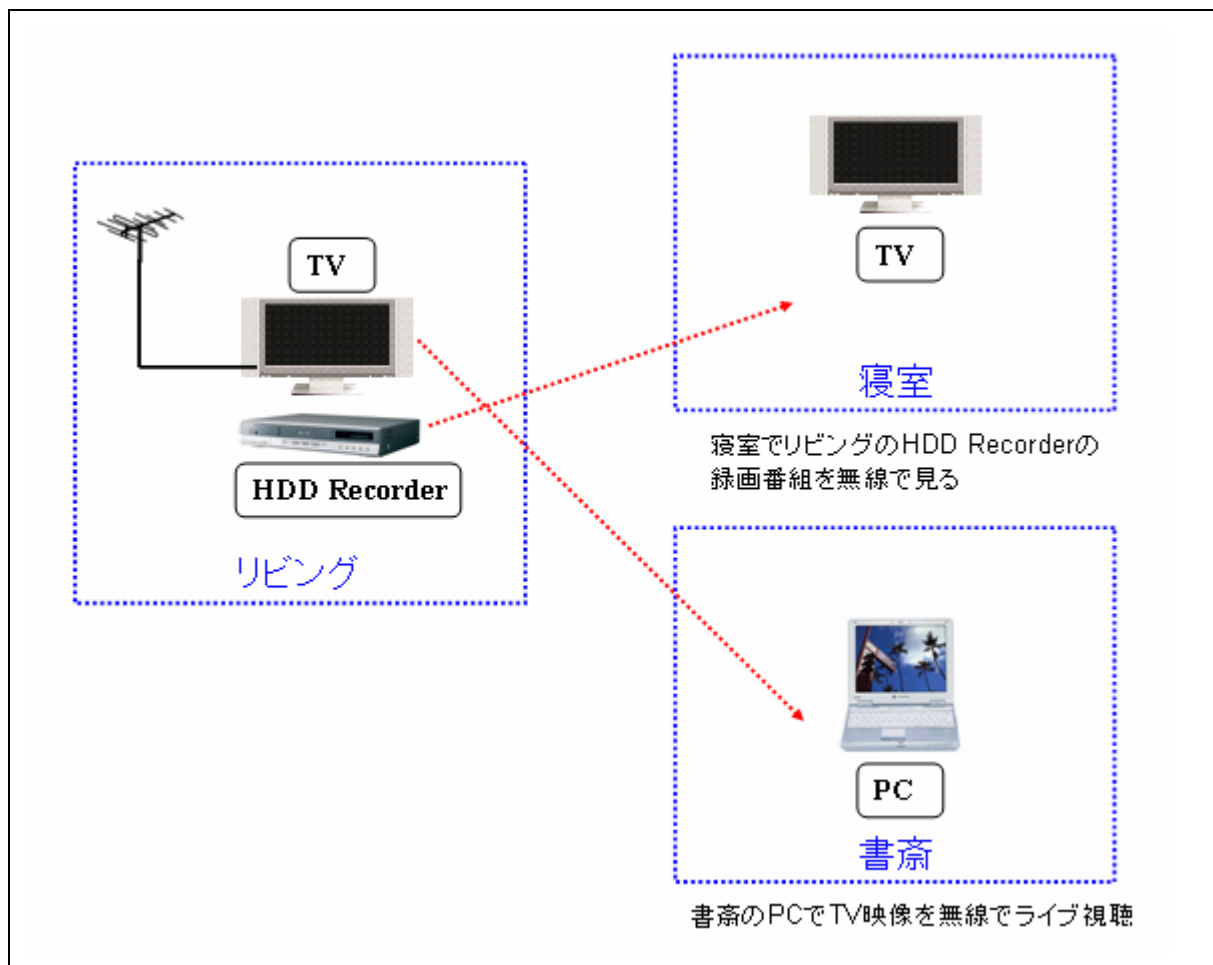 TV
HDD Recorder
リビング
TV
寝室
寝室でリビングのHDD Recorderの
録画番組を無線で見る
PC
書斎
書斎のPCでTV映像を無線でライブ視聴